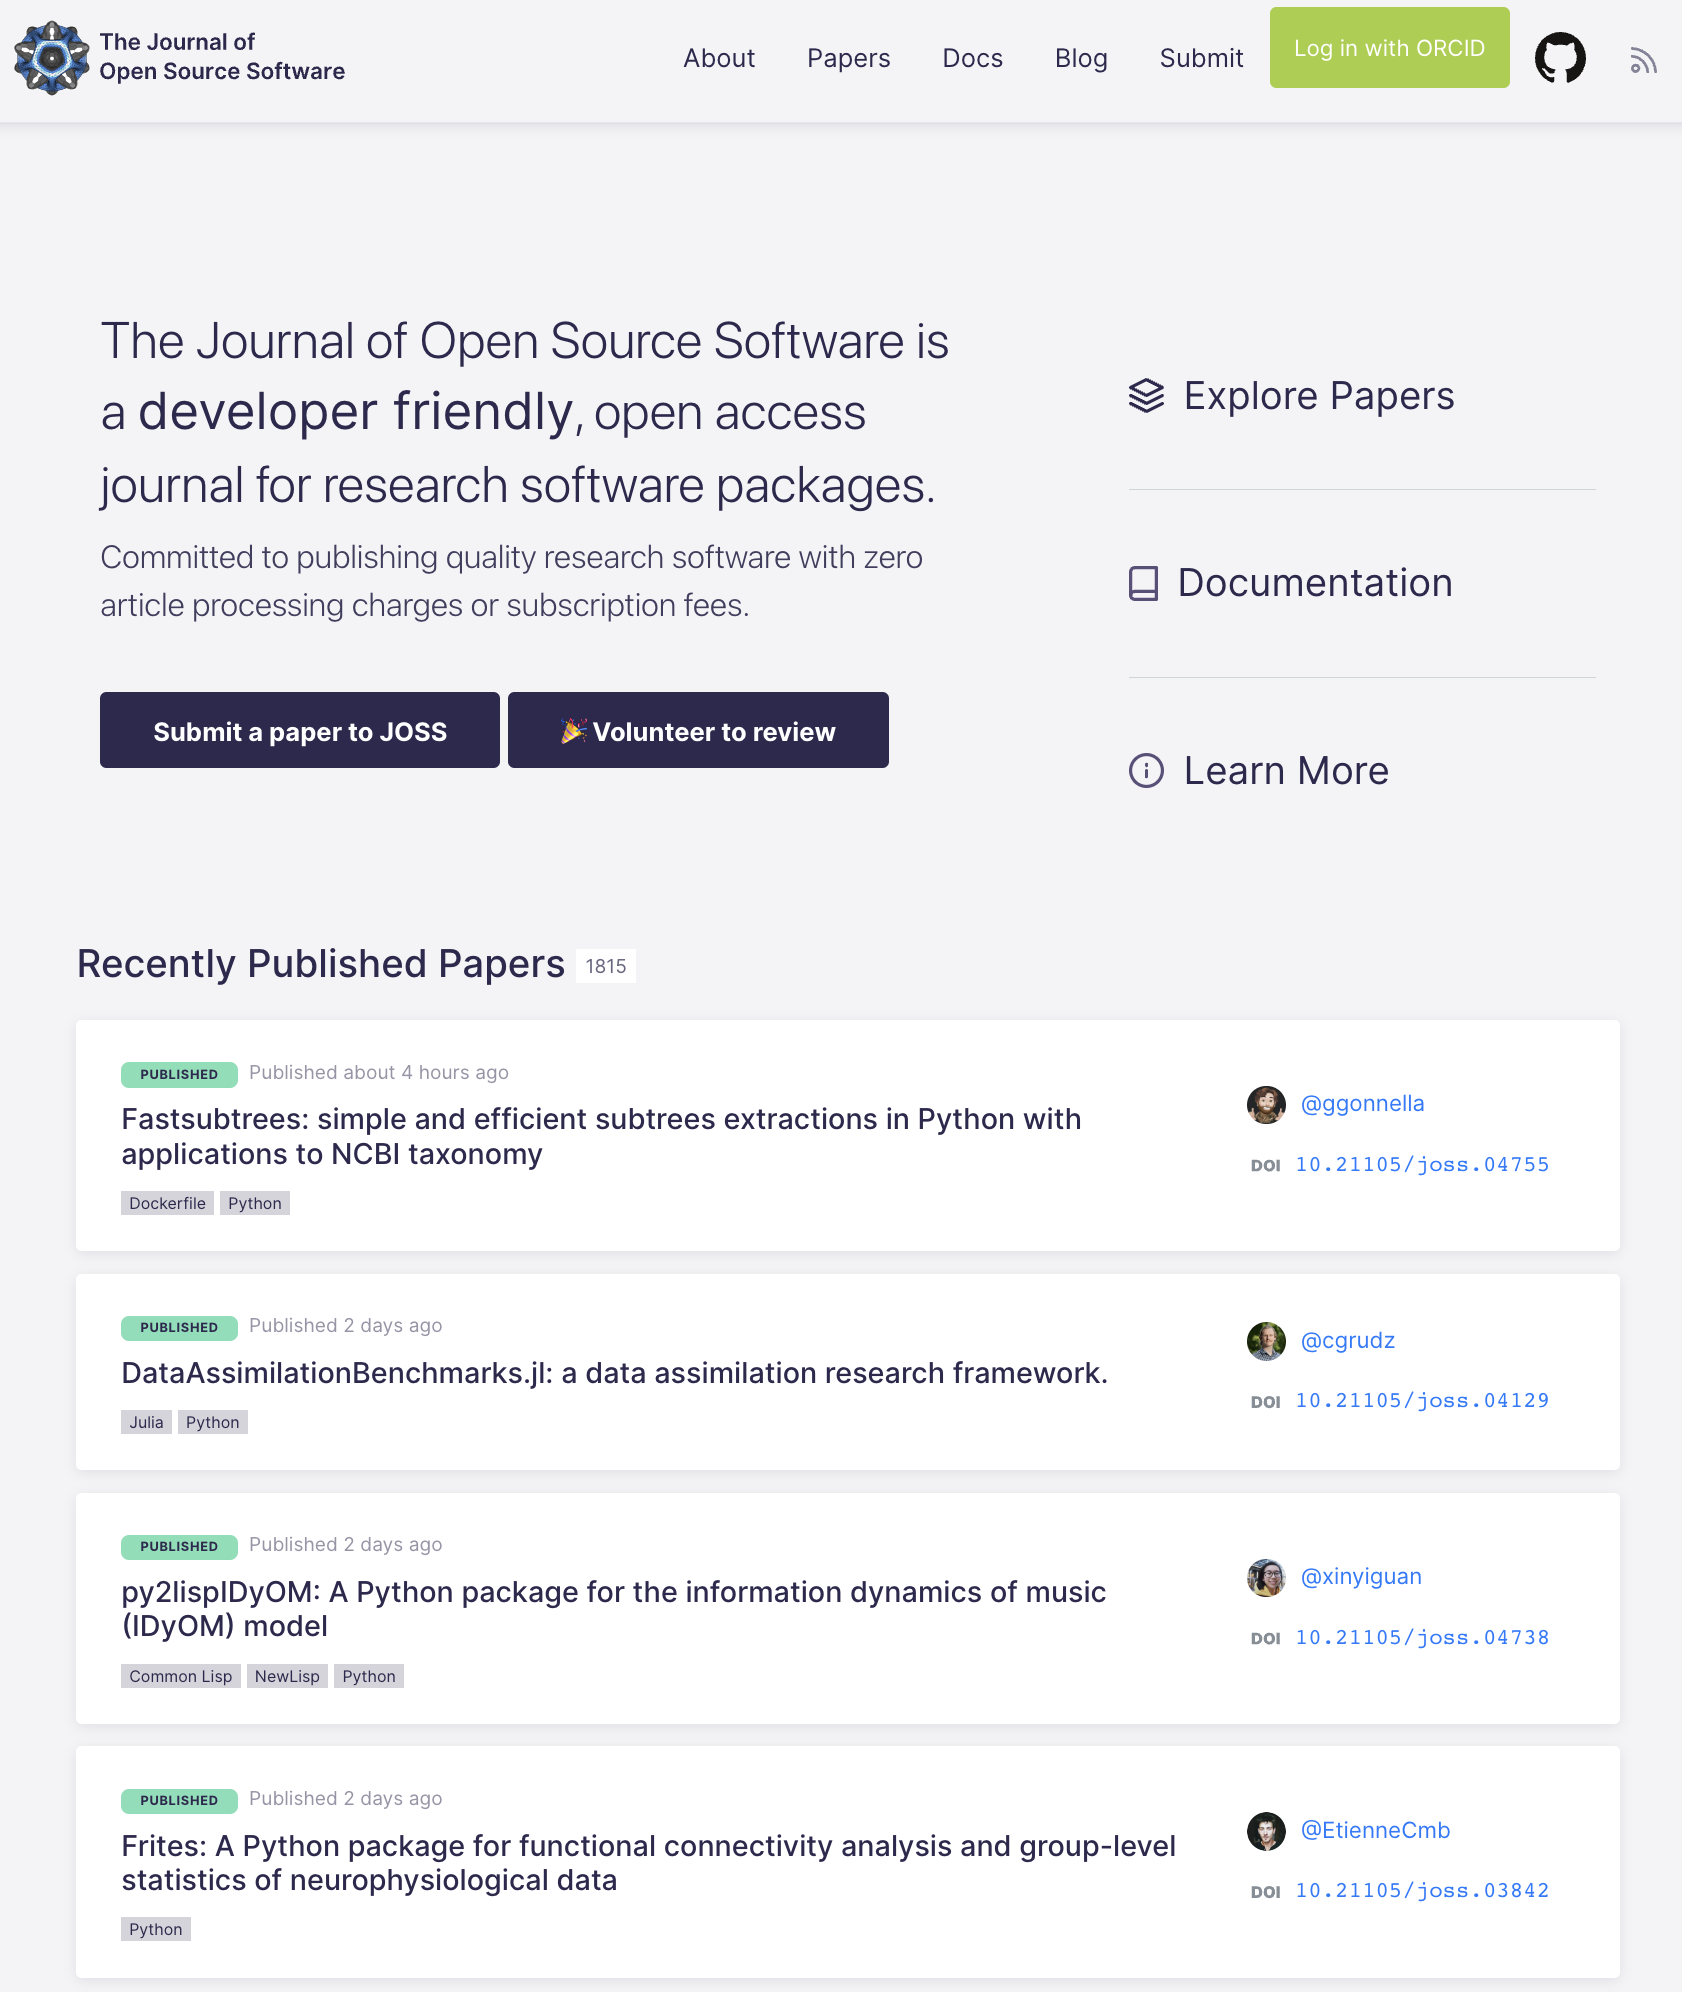 The Journal of
Open Source Software
About
Papers
Docs
Blog
Submit
Log in with ORCID
The Journal of Open Source Software is
a developer friendly, open access
journal for research software packages.
Committed to publishing quality research software with zero
article processing charges or subscription fees.
Submit a paper to JOSS
🎉Volunteer to review
Explore Papers
Documentation
Learn More
Recently Published Papers 1815
PUBLISHED Published about 4 hours ago
Fastsubtrees: simple and efficient subtrees extractions in Python with
applications to NCBI taxonomy
Dockerfile Python
@ggonnella
DOI 10.21105/joss.04755
PUBLISHED Published 2 days ago
DataAssimilationBenchmarks.jl: a data assimilation research framework.
Julia Python
@cgrudz
DOI 10.21105/joss.04129
PUBLISHED Published 2 days ago
py2lispIDyOM: A Python package for the information dynamics of music
(IDyOM) model
Common Lisp NewLisp Python
@xinyiguan
DOI 10.21105/joss.04738
PUBLISHED Published 2 days ago
Frites: A Python package for functional connectivity analysis and group-level
statistics of neurophysiological data
Python
@EtienneCmb
DOI 10.21105/joss.03842